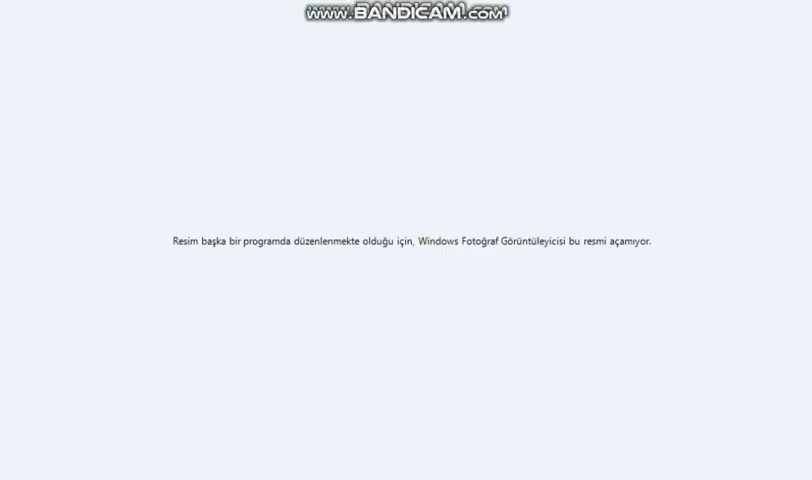 www.BANDICAM.com
Resim başka bir programda düzenlenmekte olduğu için, Windows Fotoğraf Görüntüleyicisi bu resmi açamıyor.